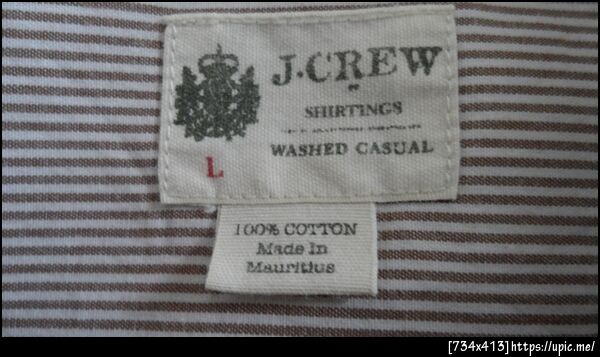 J.CREW
SHIRTINGS
WASHED CASUAL
L
100% COTTON
Made In
Mauritius
[734x413]https://upic.me/